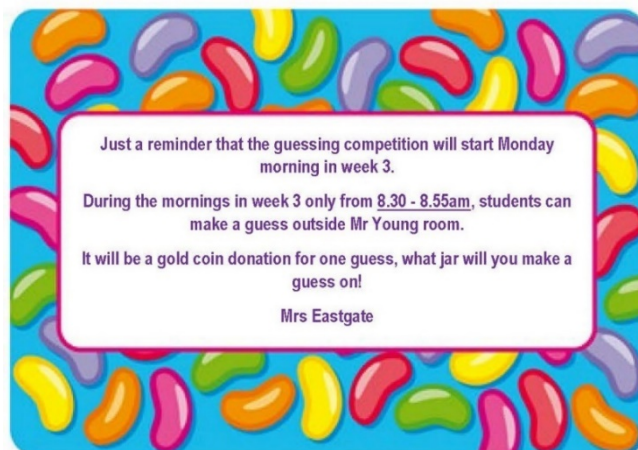 Just a reminder that the guessing competition will start Monday
morning in week 3.
During the mornings in week 3 only from 8.30 - 8.55am, students can
make a guess outside Mr Young room.
It will be a gold coin donation for one guess, what jar will you make a
guess on!
Mrs Eastgate